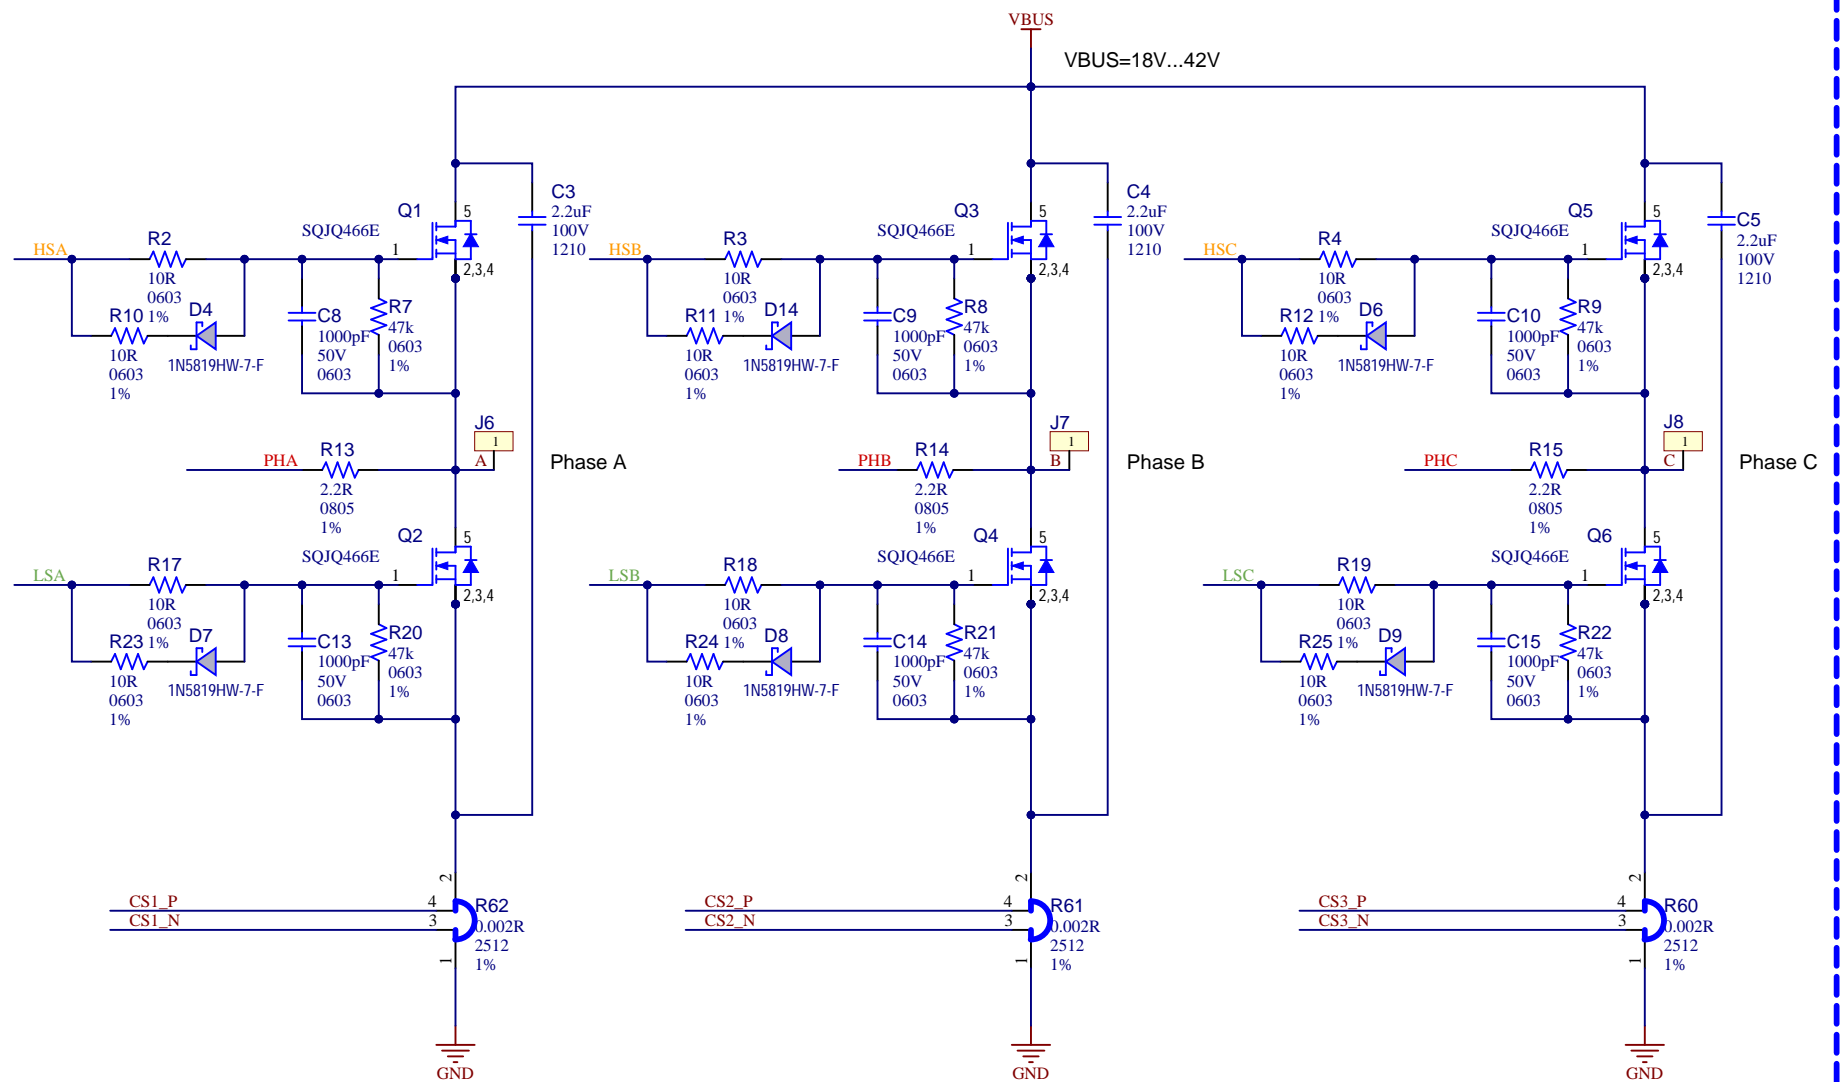 VBUS
VBUS=18V...42V
Q1
5
SQJQ466E
1
2,3,4
C3
2.2uF
100V
1210
HSA
R2
10R
0603
1%
R10
10R
0603
1%
D4
1N5819HW-7-F
C8
1000pF
50V
0603
R7
47k
0603
1%
Q3
5
SQJQ466E
1
2,3,4
C4
2.2uF
100V
1210
HSB
R3
10R
0603
1%
R11
10R
0603
1%
D14
1N5819HW-7-F
C9
1000pF
50V
0603
R8
47k
0603
1%
Q5
5
SQJQ466E
1
2,3,4
C5
2.2uF
100V
1210
HSC
R4
10R
0603
1%
R12
10R
0603
1%
D6
1N5819HW-7-F
C10
1000pF
50V
0603
R9
47k
0603
1%
J6
1
A
Phase A
PHA
R13
2.2R
0805
1%
J7
1
B
Phase B
PHB
R14
2.2R
0805
1%
J8
1
C
Phase C
PHC
R15
2.2R
0805
1%
Q2
5
SQJQ466E
1
2,3,4
LSA
R17
10R
0603
1%
R23
10R
0603
1%
D7
1N5819HW-7-F
C13
1000pF
50V
0603
R20
47k
0603
1%
Q4
5
SQJQ466E
1
2,3,4
LSB
R18
10R
0603
1%
R24
10R
0603
1%
D8
1N5819HW-7-F
C14
1000pF
50V
0603
R21
47k
0603
1%
Q6
5
SQJQ466E
1
2,3,4
LSC
R19
10R
0603
1%
R25
10R
0603
1%
D9
1N5819HW-7-F
C15
1000pF
50V
0603
R22
47k
0603
1%
CS1_P
CS1_N
2
4
3
1
R62
0.002R
2512
1%
GND
CS2_P
CS2_N
2
4
3
1
R61
0.002R
2512
1%
GND
CS3_P
CS3_N
2
4
3
1
R60
0.002R
2512
1%
GND